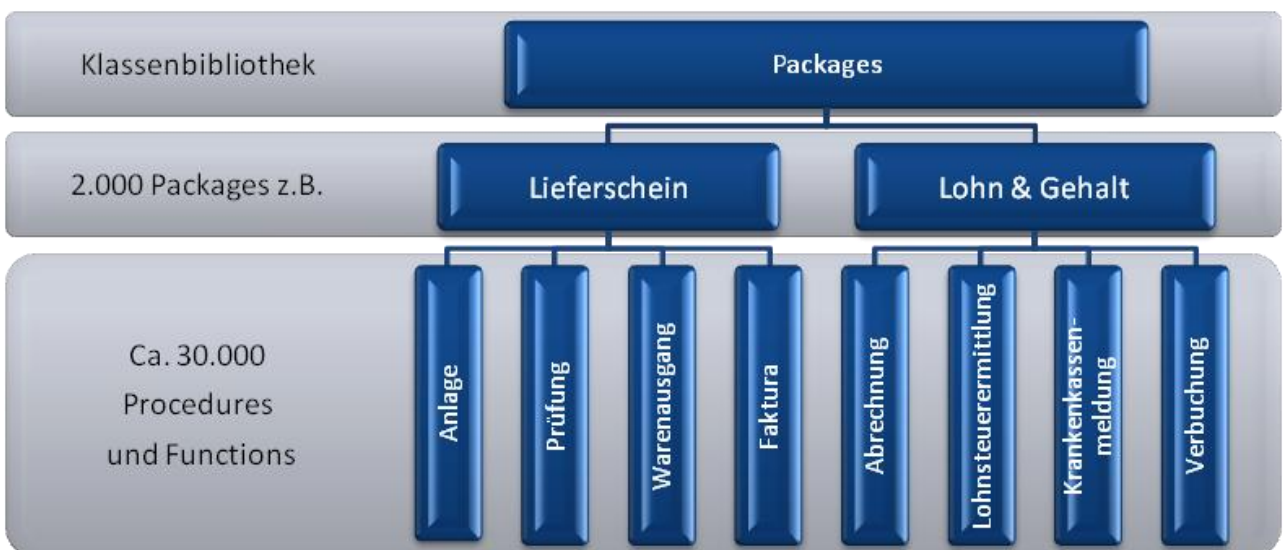 Klassenbibliothek
Packages
2.000 Packages z.B.
Lieferschein
Lohn & Gehalt
Ca. 30.000
Procedures
und Functions
Anlage
Prüfung
Warenausgang
Faktura
Abrechnung
Lohnsteuerermittlung
Krankenkassen-
meldung
Verbuchung